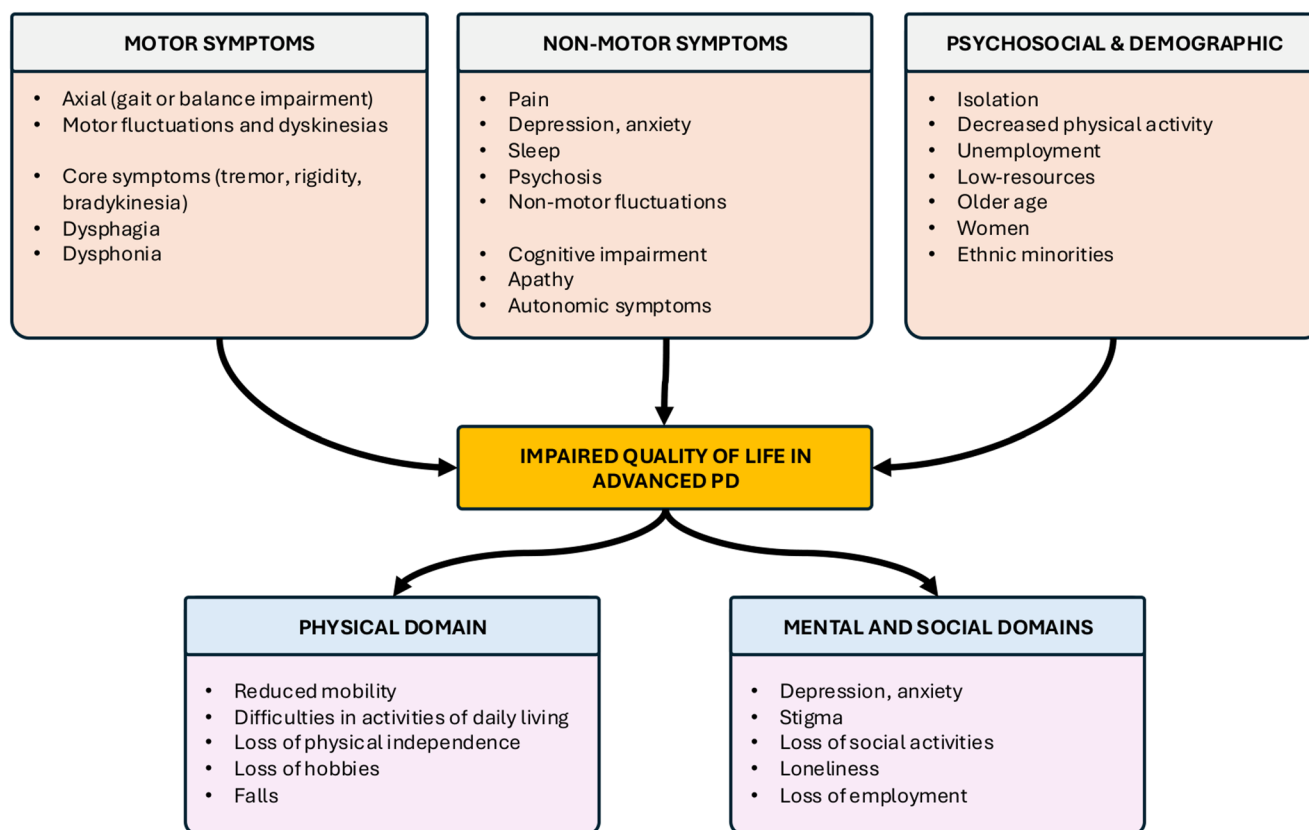 MOTOR SYMPTOMS
• Axial (gait or balance impairment)
• Motor fluctuations and dyskinesias
• Core symptoms (tremor, rigidity,
bradykinesia)
• Dysphagia
• Dysphonia
NON-MOTOR SYMPTOMS
• Pain
• Depression, anxiety
• Sleep
• Psychosis
• Non-motor fluctuations
• Cognitive impairment
• Apathy
• Autonomic symptoms
PSYCHOSOCIAL & DEMOGRAPHIC
• Isolation
• Decreased physical activity
• Unemployment
• Low-resources
• Older age
• Women
• Ethnic minorities
IMPAIRED QUALITY OF LIFE IN
ADVANCED PD
PHYSICAL DOMAIN
• Reduced mobility
• Difficulties in activities of daily living
• Loss of physical independence
• Loss of hobbies
• Falls
MENTAL AND SOCIAL DOMAINS
• Depression, anxiety
• Stigma
• Loss of social activities
• Loneliness
• Loss of employment